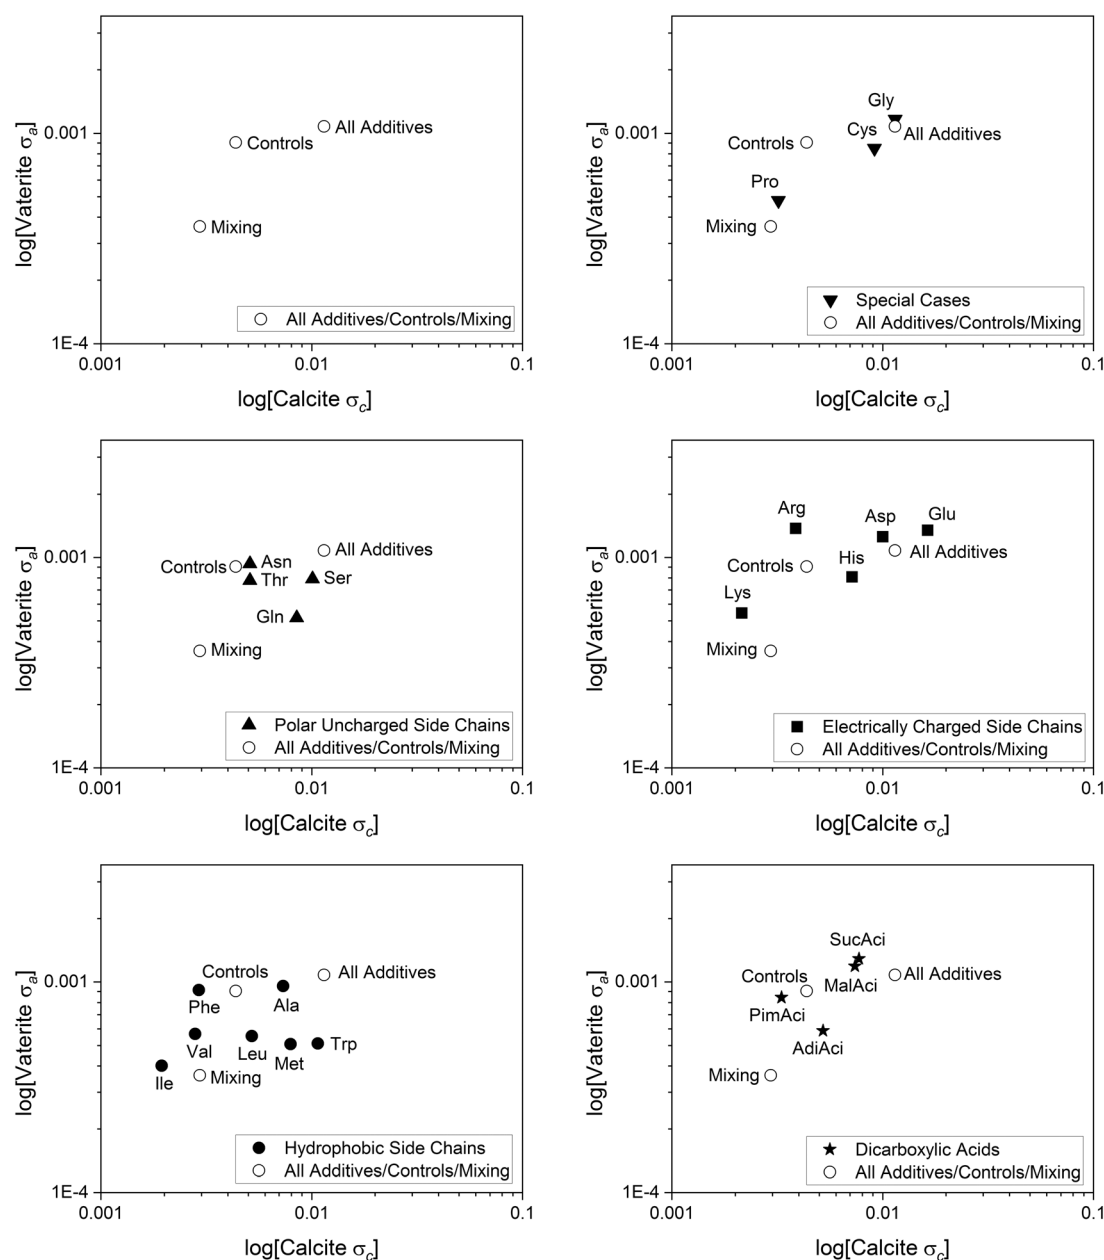 log[Vaterite σa]
0.001
1E-4
All Additives
Controls
Mixing
All Additives/Controls/Mixing
0.001
0.01
0.1
log[Calcite σc]
log[Vaterite σa]
0.001
1E-4
Gly
Cys
All Additives
Controls
Pro
Mixing
Special Cases
All Additives/Controls/Mixing
0.001
0.01
0.1
log[Calcite σc]
log[Vaterite σa]
0.001
1E-4
All Additives
Controls
Asn
Thr
Ser
Gln
Mixing
Polar Uncharged Side Chains
All Additives/Controls/Mixing
0.001
0.01
0.1
log[Calcite σc]
log[Vaterite σa]
0.001
1E-4
Arg
Asp
Glu
All Additives
His
Controls
Lys
Mixing
Electrically Charged Side Chains
All Additives/Controls/Mixing
0.001
0.01
0.1
log[Calcite σc]
log[Vaterite σa]
0.001
1E-4
Controls
All Additives
Phe
Ala
Val
Leu
Met
Trp
Ile
Mixing
Hydrophobic Side Chains
All Additives/Controls/Mixing
0.001
0.01
0.1
log[Calcite σc]
log[Vaterite σa]
0.001
1E-4
SucAci
Controls
All Additives
MalAci
PimAci
AdiAci
Mixing
Dicarboxylic Acids
All Additives/Controls/Mixing
0.001
0.01
0.1
log[Calcite σc]